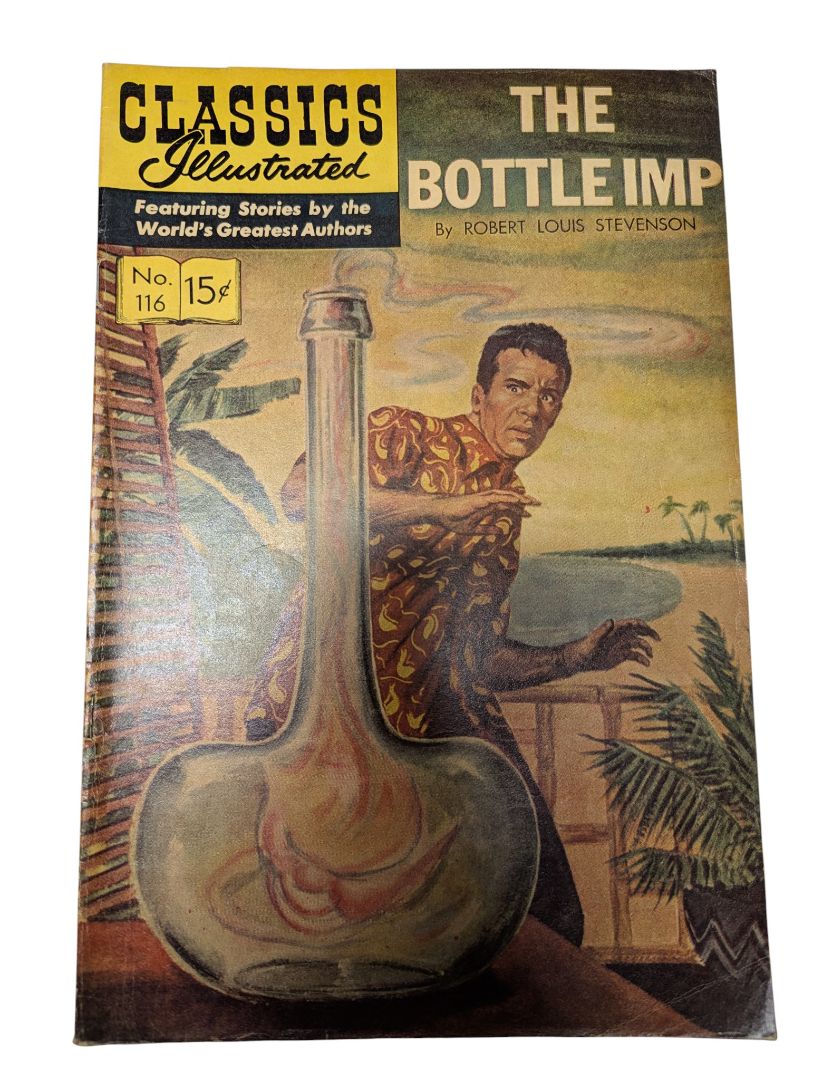 CLASSICS
Illustrated
Featuring Stories by the
World's Greatest Authors
THE
BOTTLE IMP
By ROBERT LOUIS STEVENSON
No.
116
15¢